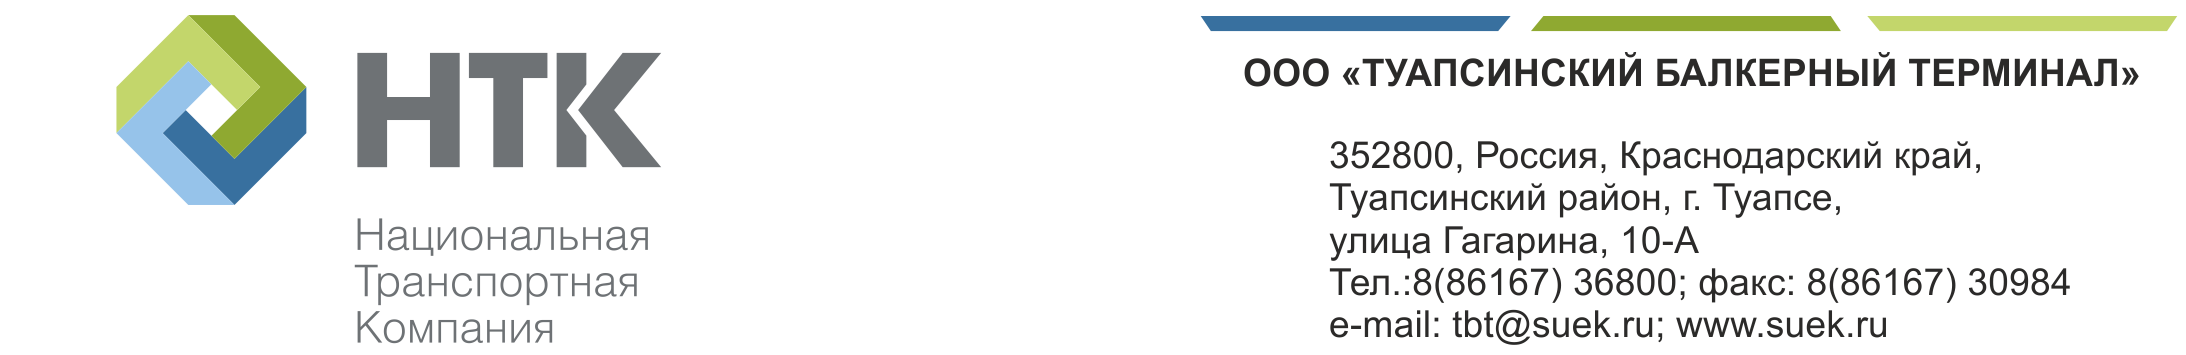 НТК
Национальная
Транспортная
Компания
ООО «ТУАПСИНСКИЙ БАЛКЕРНЫЙ ТЕРМИНАЛ»
352800, Россия, Краснодарский край,
Туапсинский район, г. Туапсе,
улица Гагарина, 10-А
Тел.:8(86167) 36800; факс: 8(86167) 30984
e-mail: tbt@suek.ru; www.suek.ru